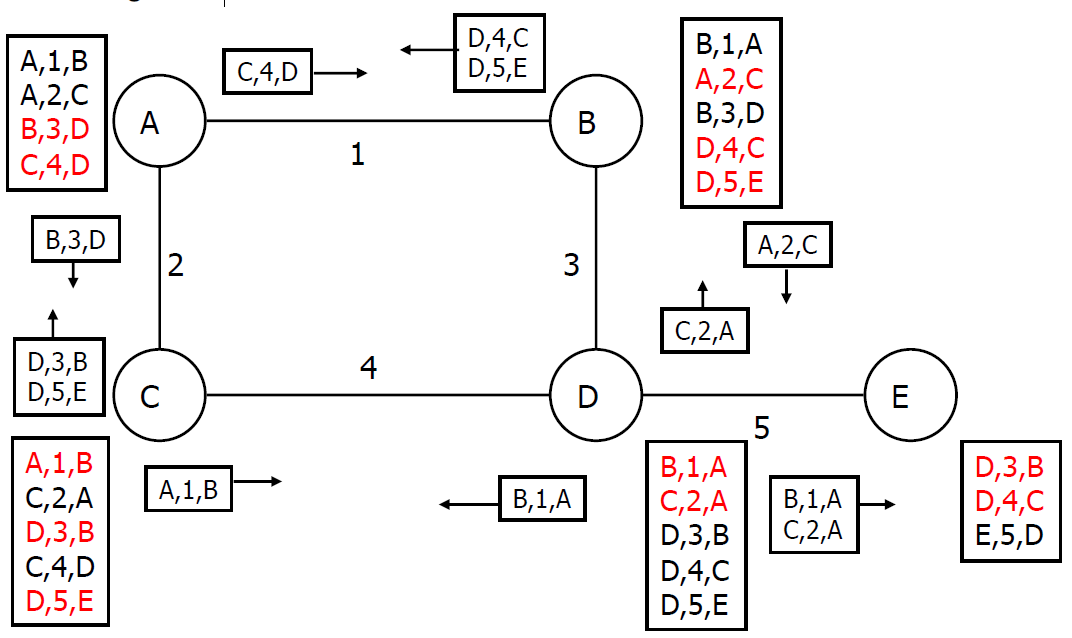 A,1,B
A,2,C
B,3,D
C,4,D
C,4,D
D,4,C
D,5,E
B,1,A
A,2,C
B,3,D
D,4,C
D,5,E
A
B
1
B,3,D
2
3
A,2,C
C,2,A
D,3,B
D,5,E
C
4
D
E
5
A,1,B
C,2,A
D,3,B
C,4,D
D,5,E
A,1,B
B,1,A
B,1,A
C,2,A
D,3,B
D,4,C
D,5,E
B,1,A
C,2,A
D,3,B
D,4,C
E,5,D